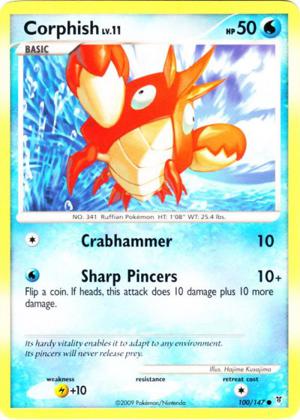 Corphish LV.11 HP 50
BASIC
NO. 341 Ruffian Pokémon HT: 1'08" WT: 25.4 lbs.
Crabhammer 10
Sharp Pincers 10+
Flip a coin. If heads, this attack does 10 damage plus 10 more
damage.
Illus. Hajime Kusajima
Its hardy vitality enables it to adapt to any environment.
Its pincers will never release prey.
weakness resistance retreat cost
+10
©2009 Pokémon/Nintendo 100/147